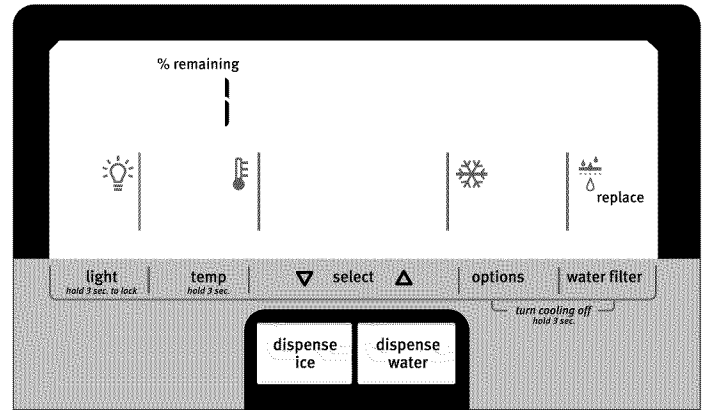 % remaining
1
replace
light temp ▽ select △ options water filter
hold 3 sec. to lock hold 3 sec.
turn cooling off
hold 3 sec.
dispense dispense
ice water